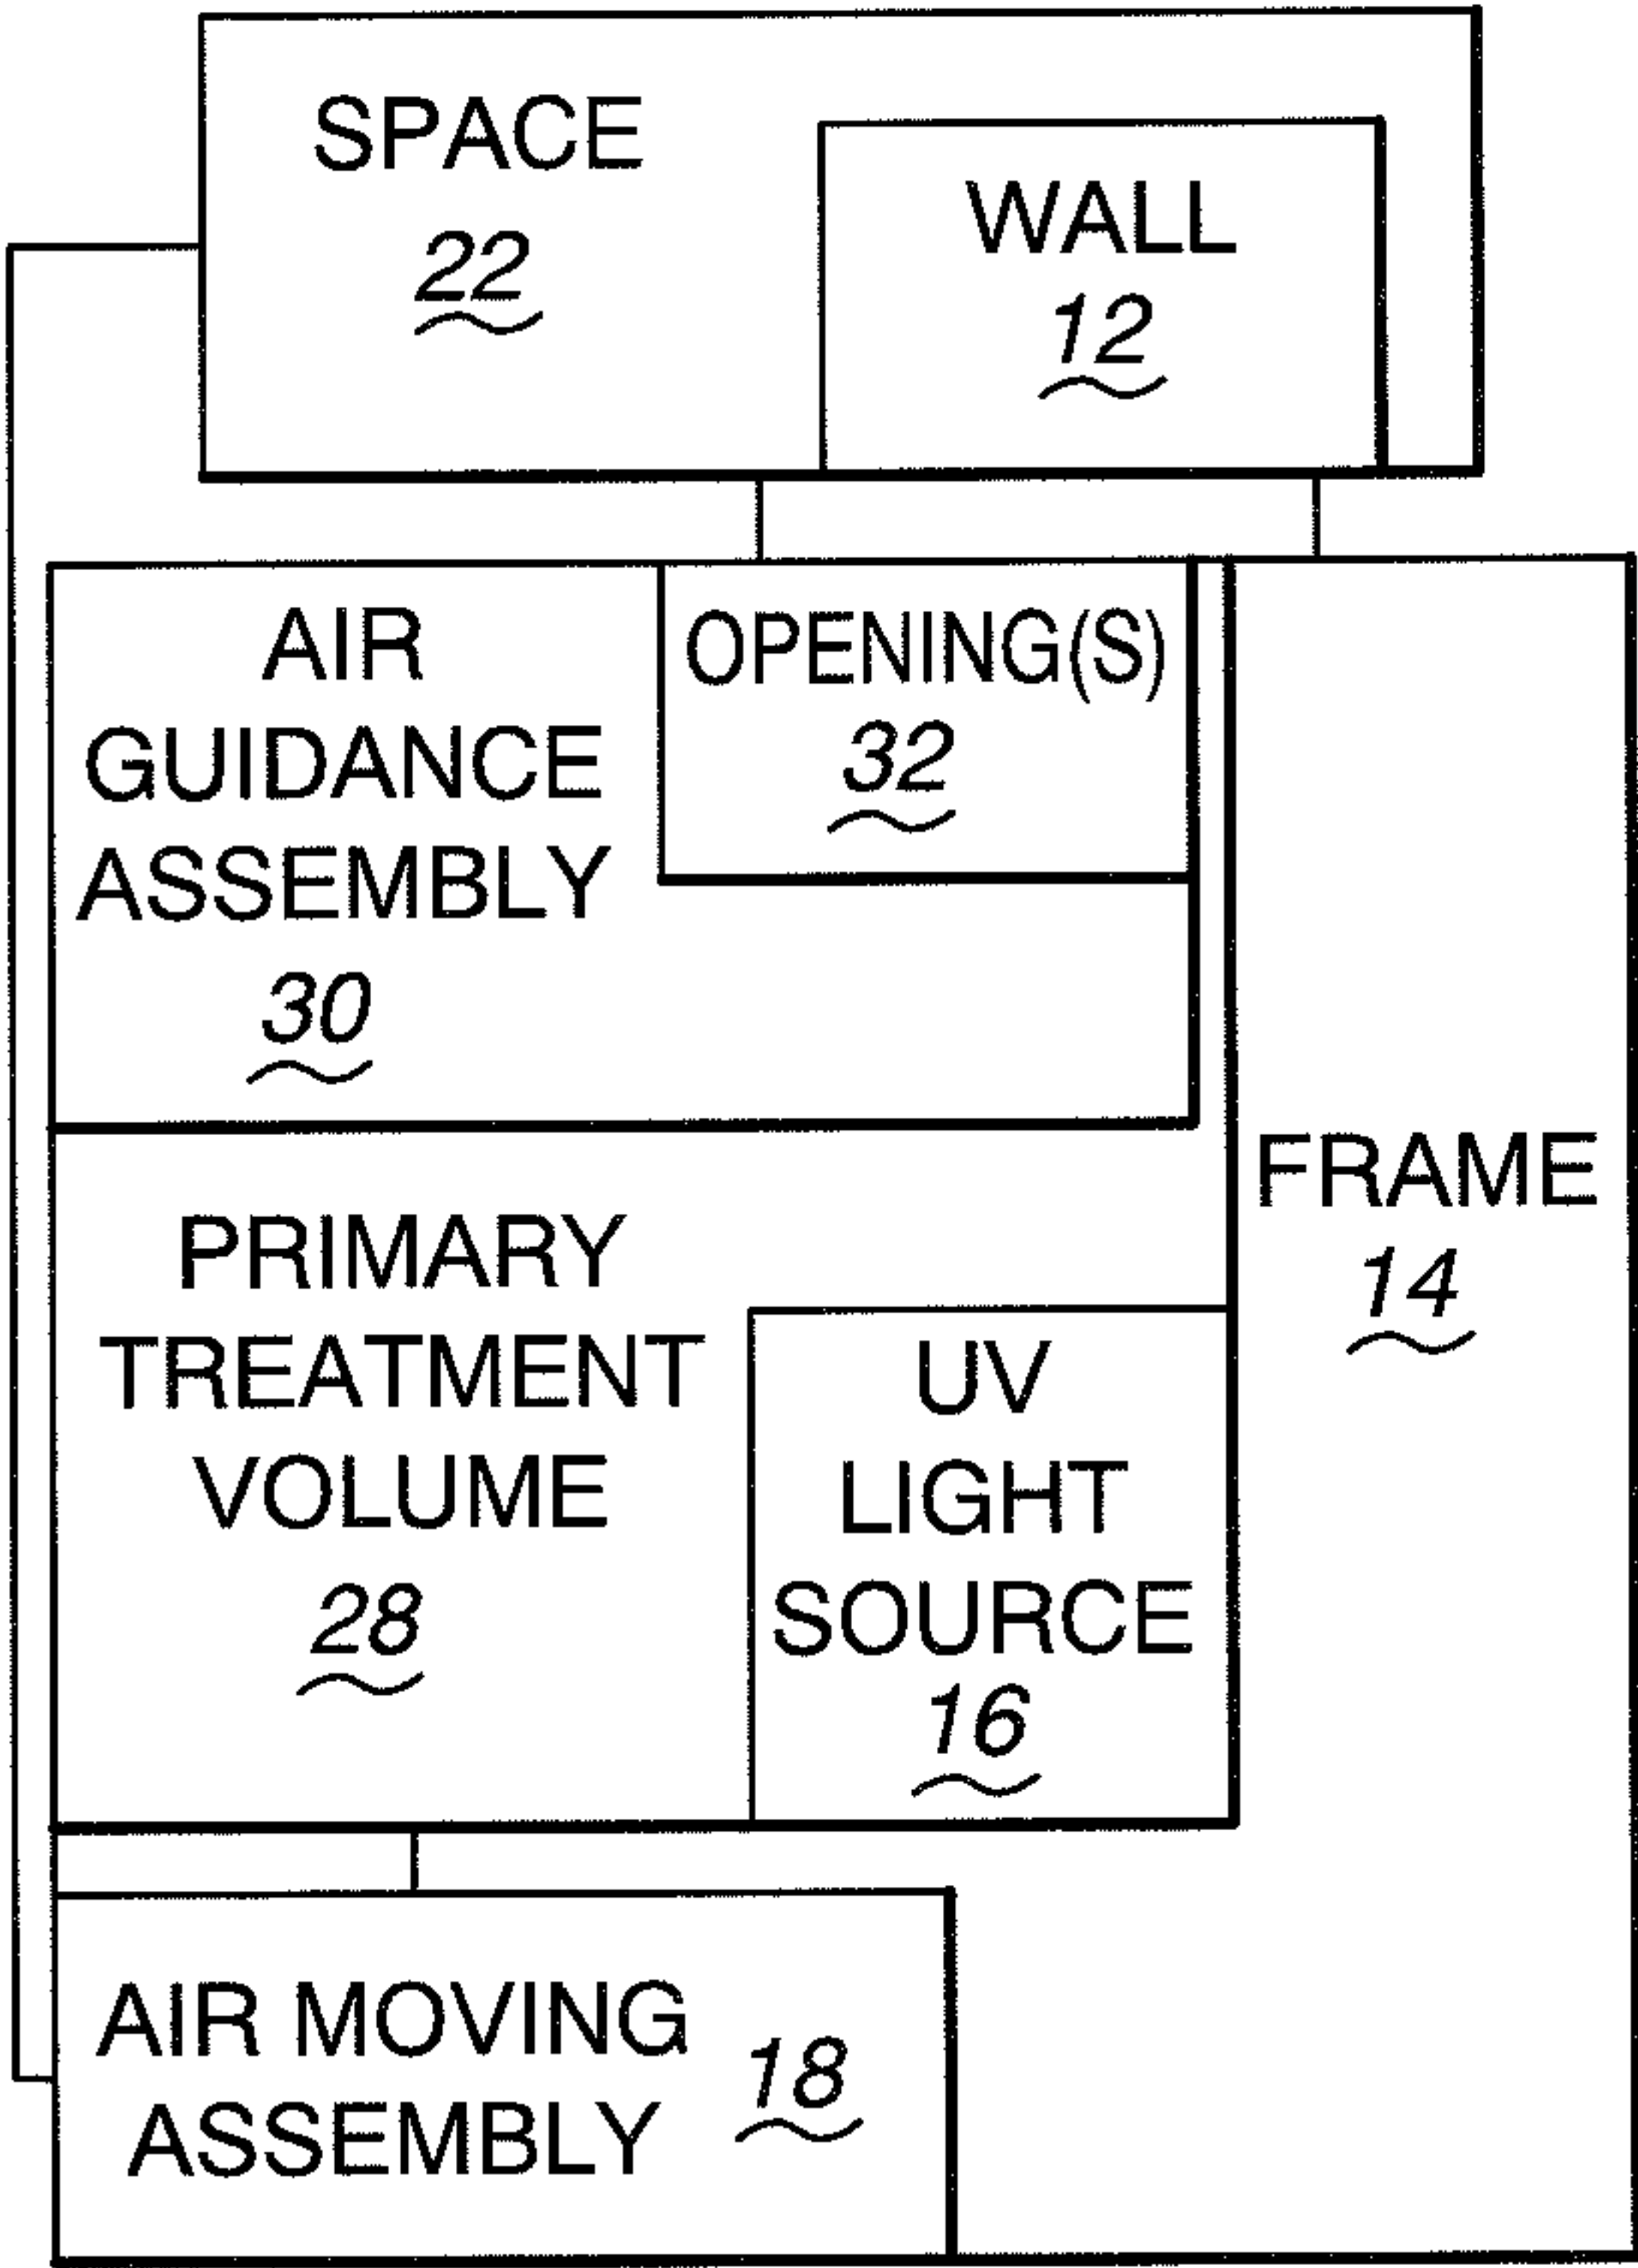 SPACE
22
WALL
12
AIR
GUIDANCE
ASSEMBLY
30
OPENING(S)
32
FRAME
14
PRIMARY
TREATMENT
VOLUME
28
UV
LIGHT
SOURCE
16
AIR MOVING
ASSEMBLY
18